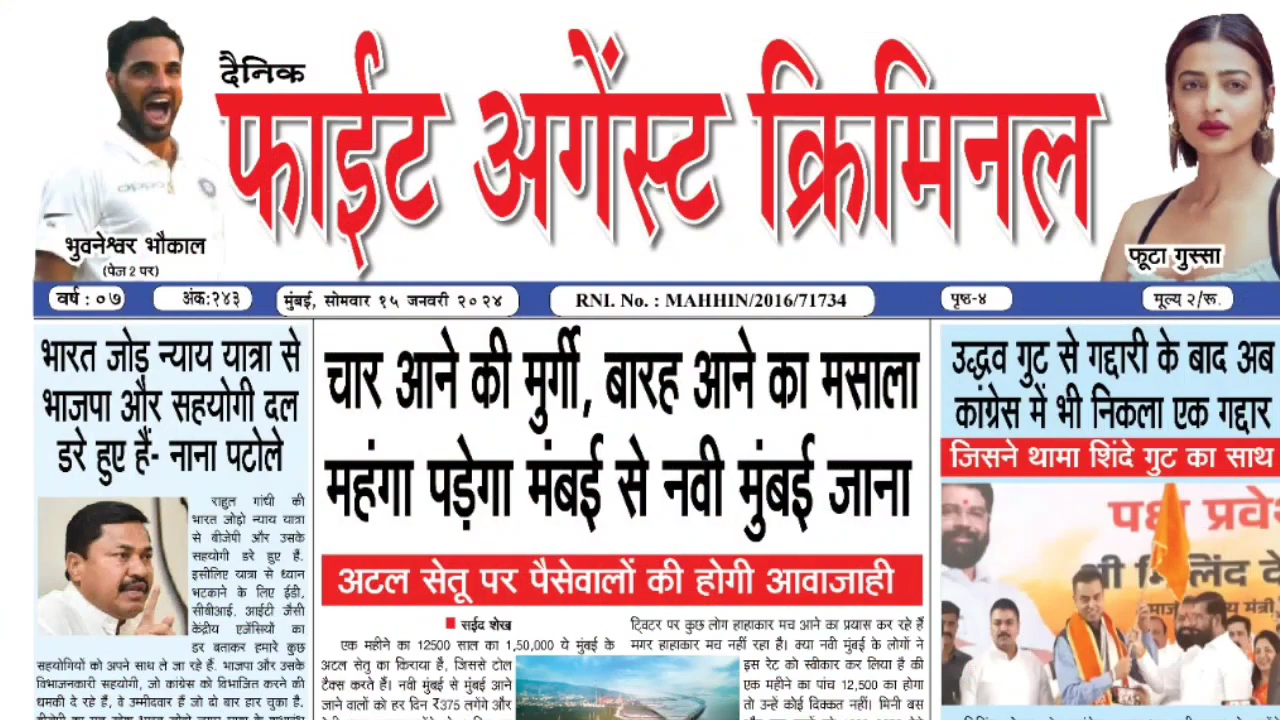 दैनिक
फाईट अगेंस्ट क्रिमिनल
भुवनेश्वर भौकाल
(पेज 2 पर)
फूटा गुस्सा
वर्ष : ०७
अंक:२४३
मुंबई, सोमवार १५ जनवरी २०२४
RNI. No. : MAHHIN/2016/71734
पृष्ठ-४
मूल्य २/रू.
भारत जोड़ न्याय यात्रा से
भाजपा और सहयोगी दल
डरे हुए हैं- नाना पटोले
राहुल गांधी की
भारत जोड़ो न्याय यात्रा
से बीजेपी और उसके
सहयोगी डरे हुए है.
इसीलिए यात्रा से ध्यान
भटकाने के लिए ईडी,
सीबीआई, आईटी जैसी
केंद्रीय एजेंसियों का
डर बताकर हमारे कुछ
सहयोगियों को अपने साथ ले जा रहे हैं. भाजपा और उसके
विभाजनकारी सहयोगी, जो कांग्रेस को विभाजित करने की
धमकी दे रहे हैं, वे उम्मीदवार हैं जो दो बार हार चुका है.
चार आने की मुर्गी, बारह आने का मसाला
महंगा पड़ेगा मंबई से नवी मुंबई जाना
अटल सेतू पर पैसेवालों की होगी आवाजाही
सईद शेख
एक महीने का 12500 साल का 1,50,000 ये मुंबई के
अटल सेतु का किराया है, जिससे टोल
टैक्स करते हैं। नवी मुंबई से मुंबई आने
जाने वालों को हर दिन ₹375 लगेंगे और
ट्विटर पर कुछ लोग हाहाकार मच आने का प्रयास कर रहे हैं
मगर हाहाकार मच नहीं रहा है। क्या नवी मुंबई के लोगों ने
इस रेट को स्वीकार कर लिया है की
एक महीने का पांच 12,500 का होगा
तो उन्हे कोई दिक्कत नहीं। मिनी बस
उद्धव गुट से गद्दारी के बाद अब
कांग्रेस में भी निकला एक गद्दार
जिसने थामा शिंदे गुट का साथ
पक्ष प्रवे